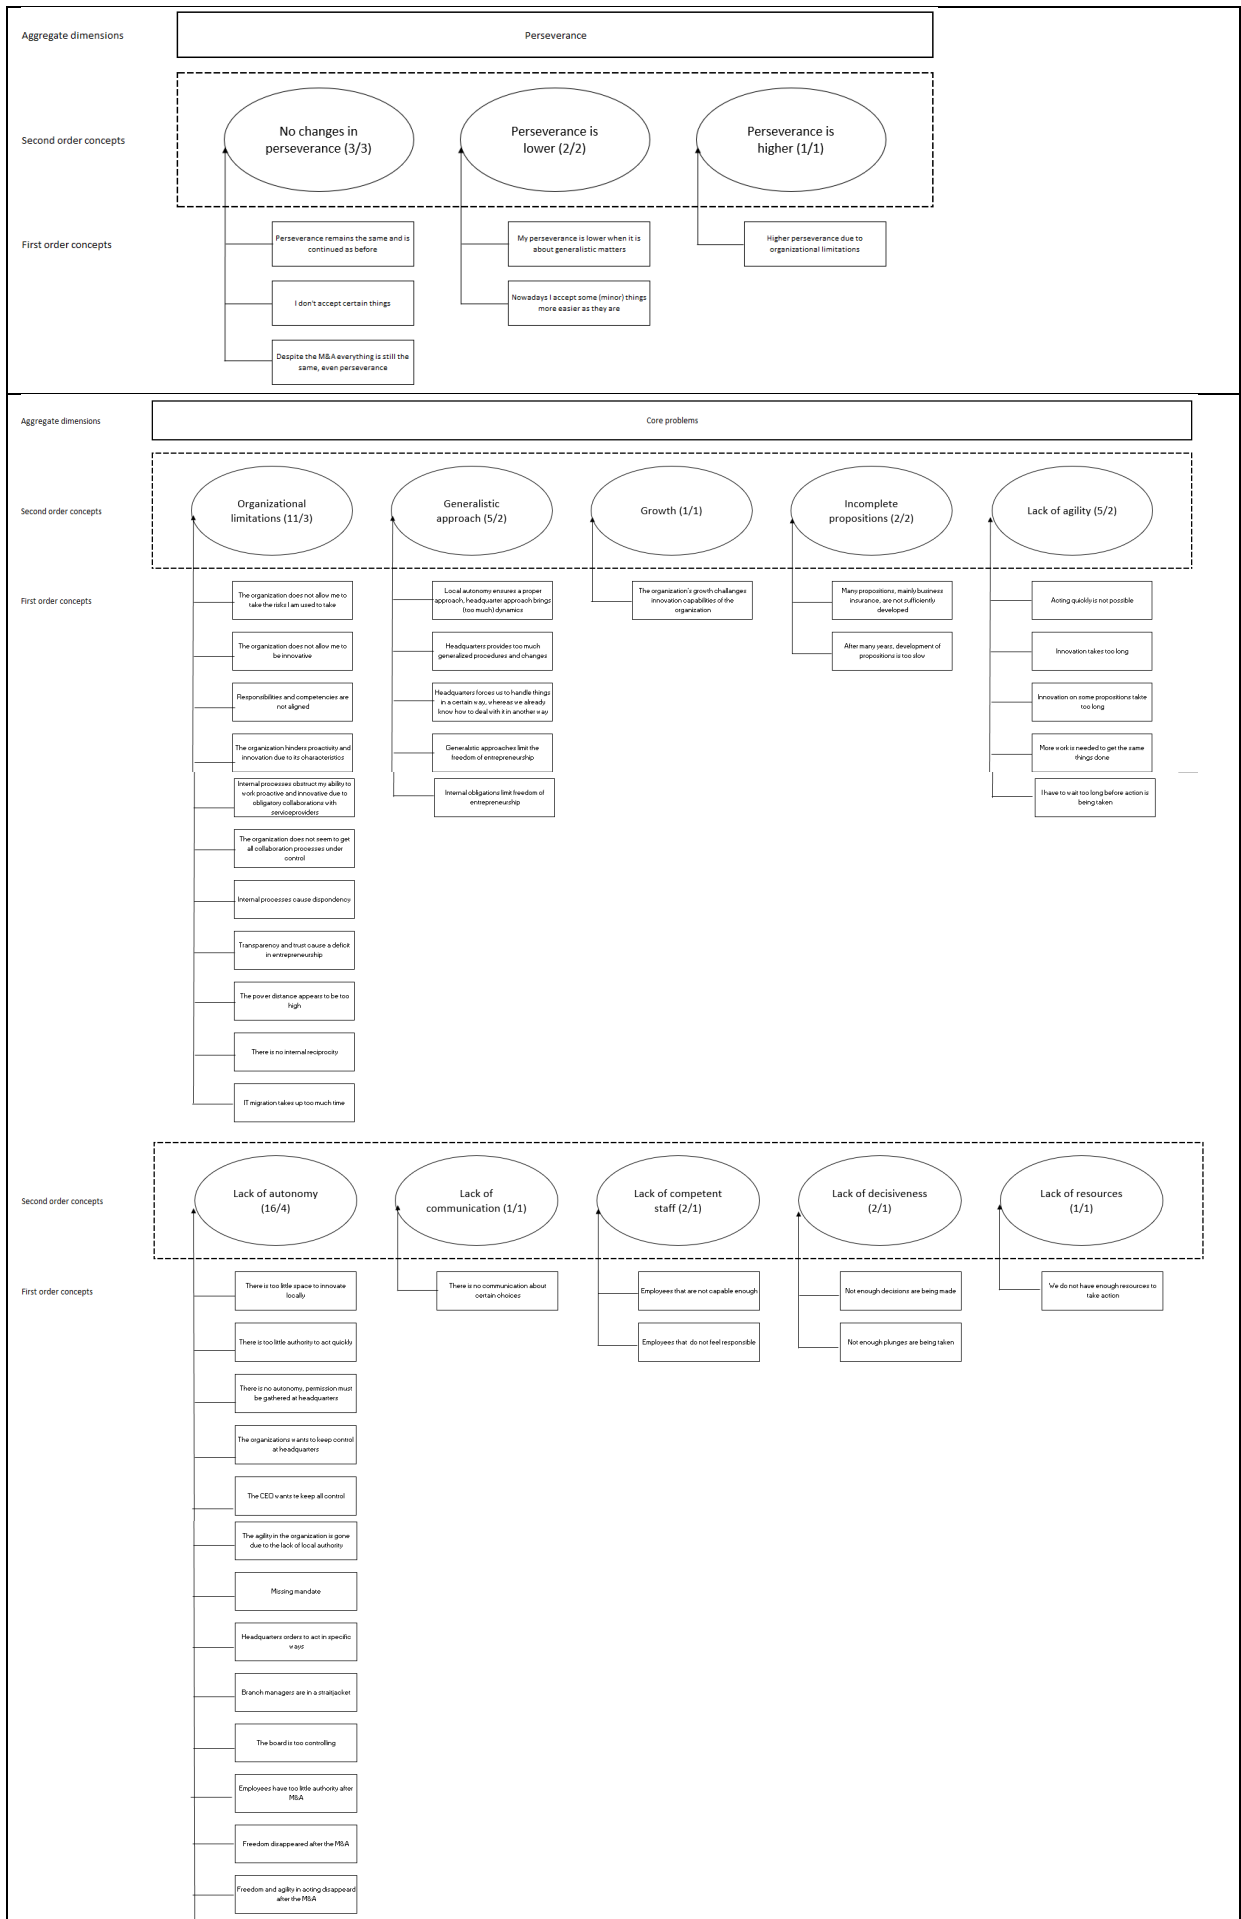 Aggregate dimensions
Perseverance
Second order concepts
No changes in
perseverance (3/3)
Perseverance is
lower (2/2)
Perseverance is
higher (1/1)
First order concepts
Perseverance remains the same and is
continued as before
I don't accept certain things
Despite the M&A everything is still the
same, even perseverance
My perseverance is lower when it is
about generalistic matters
Nowadays I accept some (minor) things
more easier as they are
Higher perseverance due to
organizational limitations
Aggregate dimensions
Core problems
Second order concepts
Organizational
limitations (11/3)
Generalistic
approach (5/2)
Growth (1/1)
Incomplete
propositions (2/2)
Lack of agility (5/2)
First order concepts
The organization does not allow me to
take the risks I am used to take
The organization does not allow me to
be innovative
Responsibilities and competencies are
not aligned
The organization hinders proactivity and
innovation due to its characteristics
Internal processes obstruct my ability to
work proactive and innovative due to
obligatory collaborations with
serviceproviders
The organization does not seem to get
all collaboration processes under
control
Internal processes cause dispondency
Transparency and trust cause a deficit
in entrepreneurship
The power distance appears to be too
high
There is no internal reciprocity
IT migration takes up too much time
Local autonomy ensures a proper
approach, headquarter approach brings
(too much) dynamics
Headquarters provides too much
generalized procedures and changes
Headquarters forces us to handle things
in a certain way, whereas we already
know how to deal with it in another way
Generalistic approaches limit the
freedom of entrepreneurship
Internal obligations limit freedom of
entrepreneurship
The organization's growth challanges
innovation capabilities of the
organization
Many propositions, mainly business
insurance, are not sufficiently
developed
After many years, development of
propositions is too slow
Acting quickly is not possible
Innovation takes too long
Innovation on some propositions takte
too long
More work is needed to get the same
things done
I have to wait too long before action is
being taken
Second order concepts
Lack of autonomy
(16/4)
Lack of
communication (1/1)
Lack of competent
staff (2/1)
Lack of decisiveness
(2/1)
Lack of resources
(1/1)
First order concepts
There is too little space to innovate
locally
There is too little authority to act quickly
There is no autonomy, permission must
be gathered at headquarters
The organizations wants to keep control
at headquarters
The CEO wants te keep all control
The agility in the organization is gone
due to the lack of local authority
Missing mandate
Headquarters orders to act in specific
ways
Branch managers are in a straitjacket
The board is too controlling
Employees have too little authority after
M&A
Freedom disappeared after the M&A
Freedom and agility in acting disappeard
after the M&A
There is no communication about
certain choices
Employees that are not capable enough
Employees that do not feel responsible
Not enough decisions are being made
Not enough plunges are being taken
We do not have enough resources to
take action